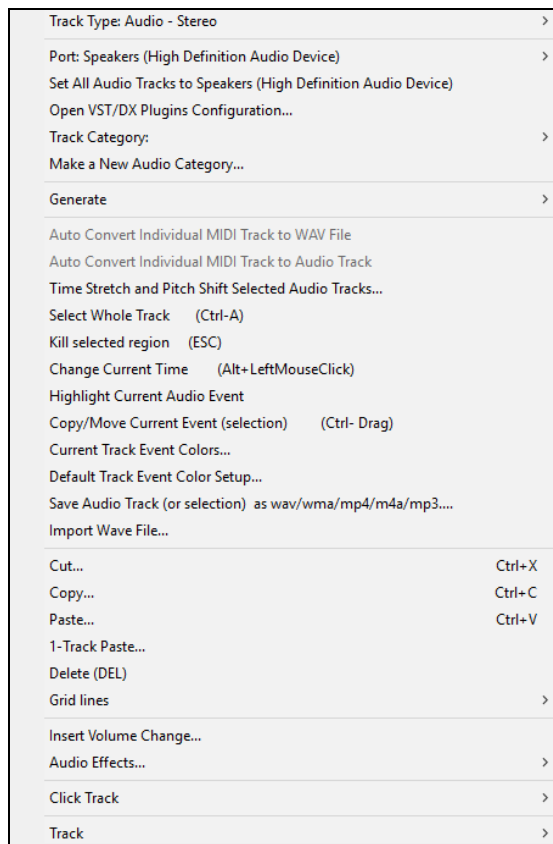 Track Type: Audio - Stereo
Port: Speakers (High Definition Audio Device)
Set All Audio Tracks to Speakers (High Definition Audio Device)
Open VST/DX Plugins Configuration...
Track Category:
Make a New Audio Category...
Generate
Auto Convert Individual MIDI Track to WAV File
Auto Convert Individual MIDI Track to Audio Track
Time Stretch and Pitch Shift Selected Audio Tracks...
Select Whole Track (Ctrl-A)
Kill selected region (ESC)
Change Current Time (Alt+LeftMouseClick)
Highlight Current Audio Event
Copy/Move Current Event (selection) (Ctrl- Drag)
Current Track Event Colors...
Default Track Event Color Setup...
Save Audio Track (or selection) as wav/wma/mp4/m4a/mp3....
Import Wave File...
Cut... Ctrl+X
Copy... Ctrl+C
Paste... Ctrl+V
1-Track Paste...
Delete (DEL)
Grid lines
Insert Volume Change...
Audio Effects...
Click Track
Track